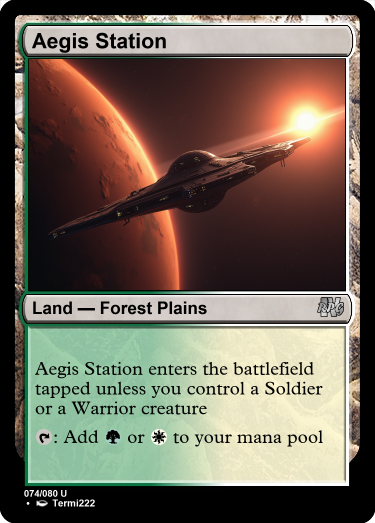 Aegis Station
Land — Forest Plains
Aegis Station enters the battlefield
tapped unless you control a Soldier
or a Warrior creature
: Add or to your mana pool
074/080 U
• Termi222